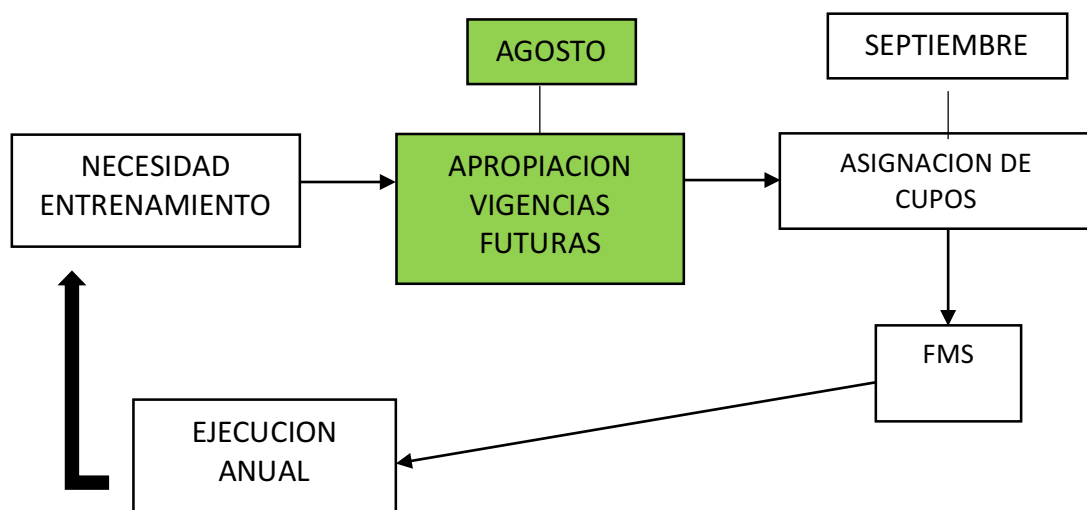 AGOSTO
SEPTIEMBRE
NECESIDAD
ENTRENAMIENTO
APROPIACION
VIGENCIAS
FUTURAS
ASIGNACION DE
CUPOS
FMS
EJECUCION
ANUAL